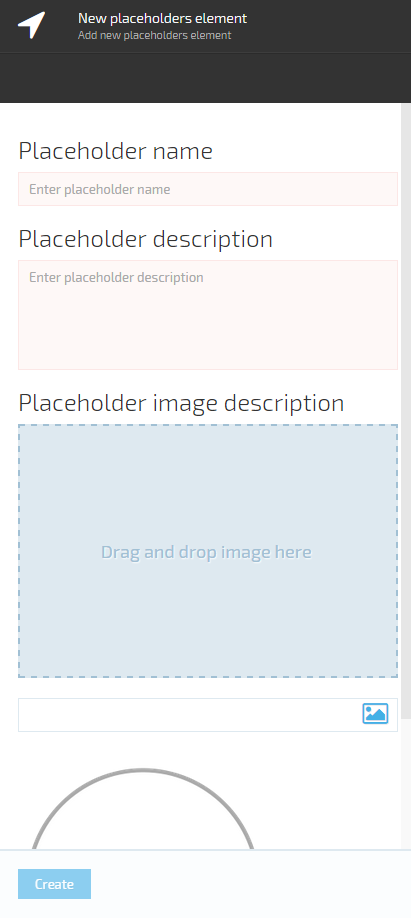 New placeholders element
Add new placeholders element
Placeholder name
Enter placeholder name
Placeholder description
Enter placeholder description
Placeholder image description
Drag and drop image here
Create